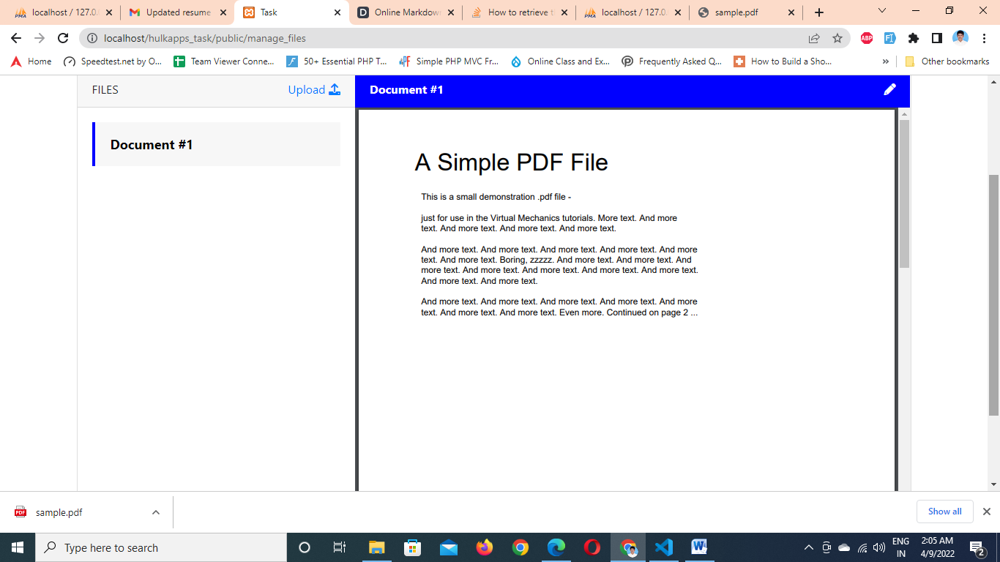 localhost / 127.0.
Updated resume
Task
Online Markdown
How to retrieve t
localhost / 127.0.
sample.pdf
localhost/hulkapps_task/public/manage_files
ABP
Home
Speedtest.net by O...
Team Viewer Conne...
50+ Essential PHP T...
Simple PHP MVC Fr...
Online Class and Ex...
Frequently Asked Q...
How to Build a Sho...
»
Other bookmarks
FILES
Upload
Document #1
Document #1
A Simple PDF File
This is a small demonstration .pdf file -
just for use in the Virtual Mechanics tutorials. More text. And more
text. And more text. And more text. And more text.
And more text. And more text. And more text. And more text. And more
text. And more text. Boring, zzzzz. And more text. And more text. And
more text. And more text. And more text. And more text. And more text.
And more text. And more text.
And more text. And more text. And more text. And more text. And more
text. And more text. And more text. Even more. Continued on page 2 ...
PDF
sample.pdf
Show all
Type here to search
ENG
IN
2:05 AM
4/9/2022
2